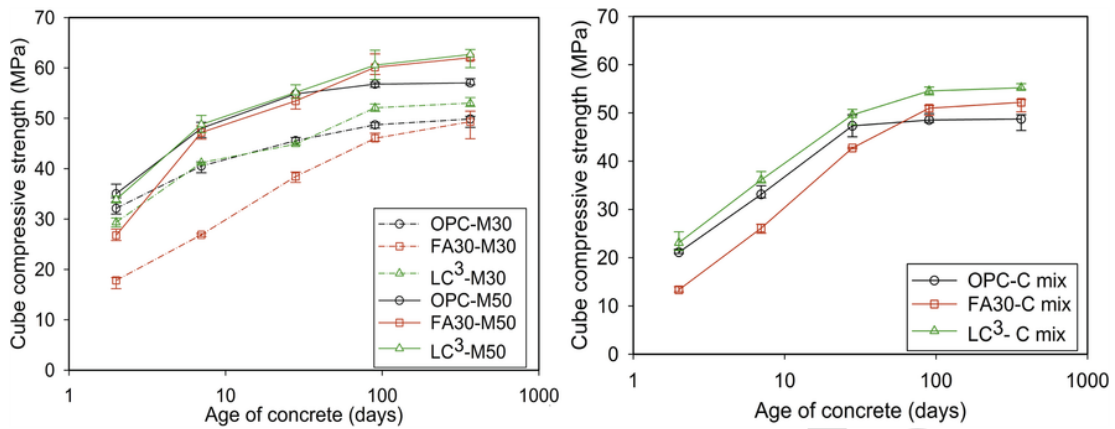 Cube compressive strength (MPa)
70
60
50
40
30
20
10
0
OPC-M30
FA30-M30
LC³-M30
OPC-M50
FA30-M50
LC³-M50
1
10
100
1000
Age of concrete (days)
Cube compressive strength (MPa)
70
60
50
40
30
20
10
0
OPC-C mix
FA30-C mix
LC³- C mix
1
10
100
1000
Age of concrete (days)